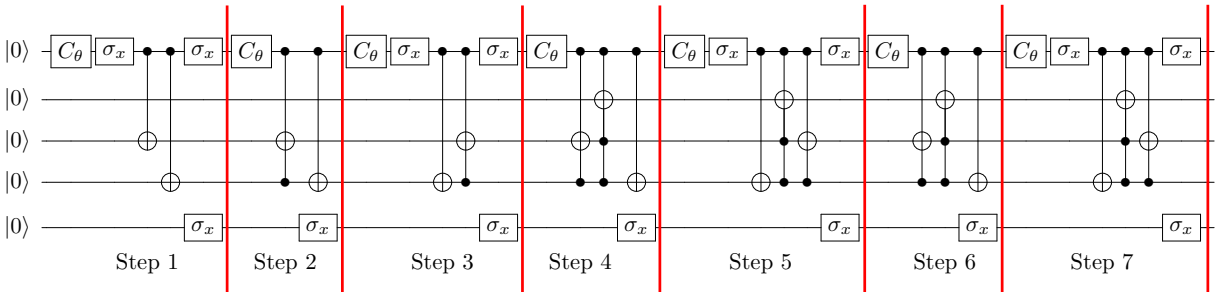 |0⟩ C_θ σ_x σ_x C_θ C_θ σ_x σ_x C_θ C_θ σ_x σ_x C_θ C_θ σ_x σ_x
|0⟩
|0⟩
|0⟩
|0⟩ σ_x σ_x σ_x σ_x σ_x σ_x σ_x
Step 1 Step 2 Step 3 Step 4 Step 5 Step 6 Step 7